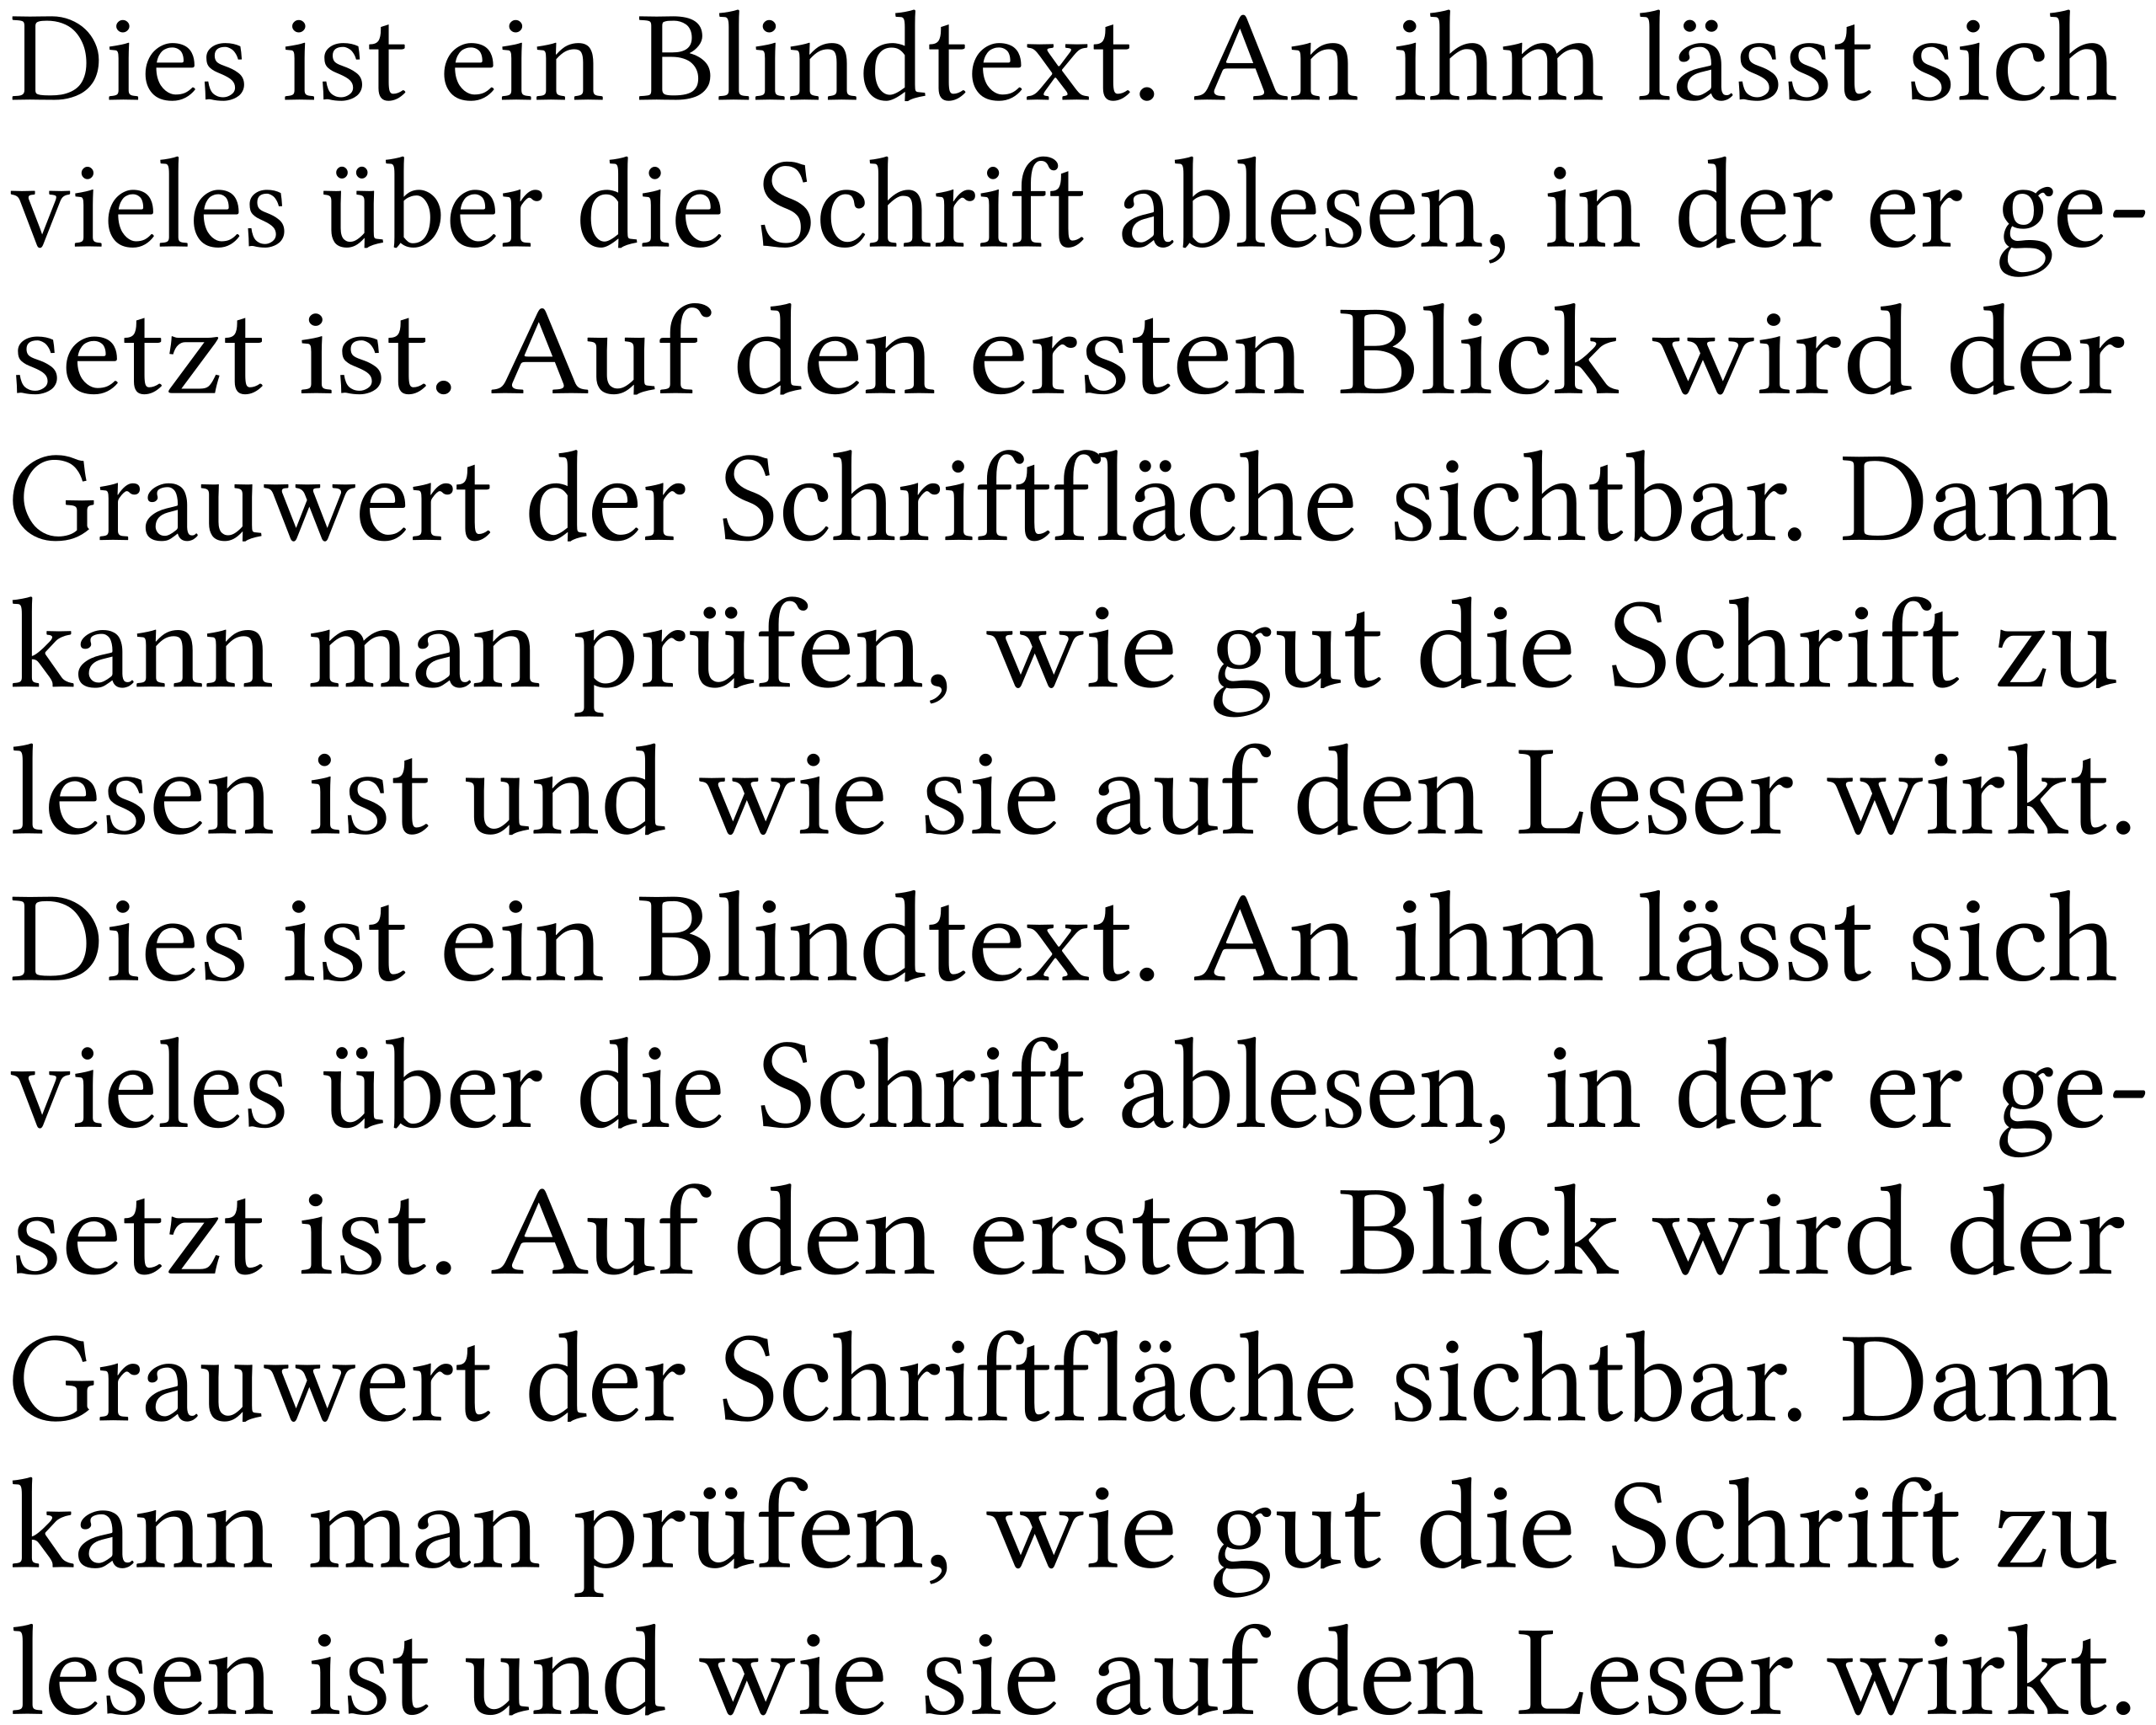 Dies ist ein Blindtext. An ihm lässt sich
vieles über die Schrift ablesen, in der er ge-
setzt ist. Auf den ersten Blick wird der
Grauwert der Schriftfläche sichtbar. Dann
kann man prüfen, wie gut die Schrift zu
lesen ist und wie sie auf den Leser wirkt.
Dies ist ein Blindtext. An ihm lässt sich
vieles über die Schrift ablesen, in der er ge-
setzt ist. Auf den ersten Blick wird der
Grauwert der Schriftfläche sichtbar. Dann
kann man prüfen, wie gut die Schrift zu
lesen ist und wie sie auf den Leser wirkt.